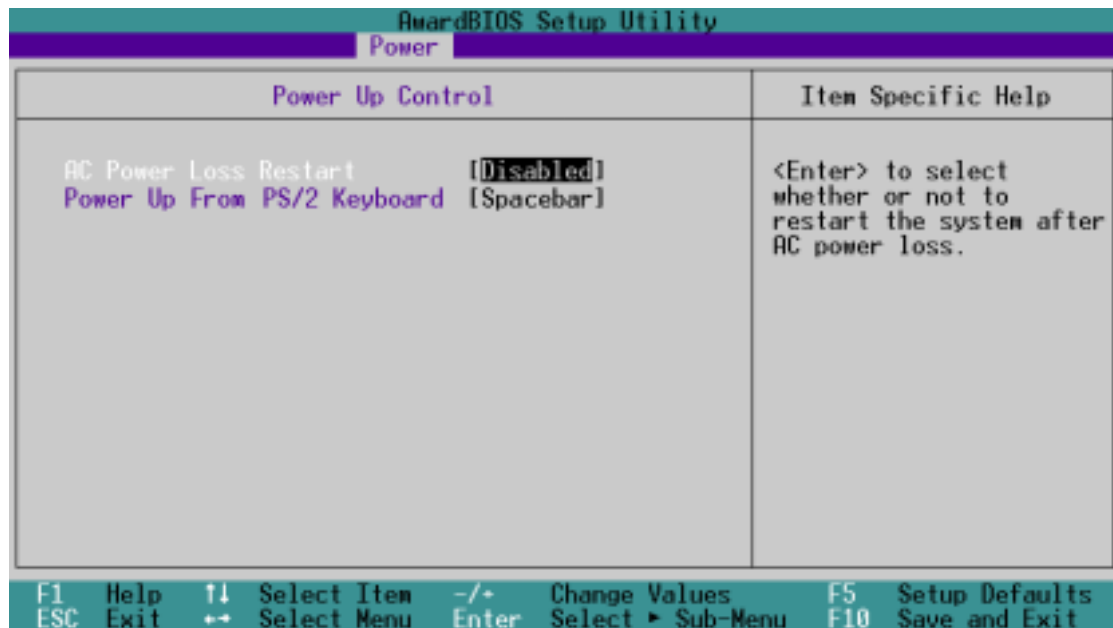 AwardBIOS Setup Utility
Power
Power Up Control
Item Specific Help
AC Power Loss Restart [Disabled]
Power Up From PS/2 Keyboard [Spacebar]
<Enter> to select
whether or not to
restart the system after
AC power loss.
F1 Help ↑↓ Select Item -/+ Change Values F5 Setup Defaults
ESC Exit ←→ Select Menu Enter Select ► Sub-Menu F10 Save and Exit